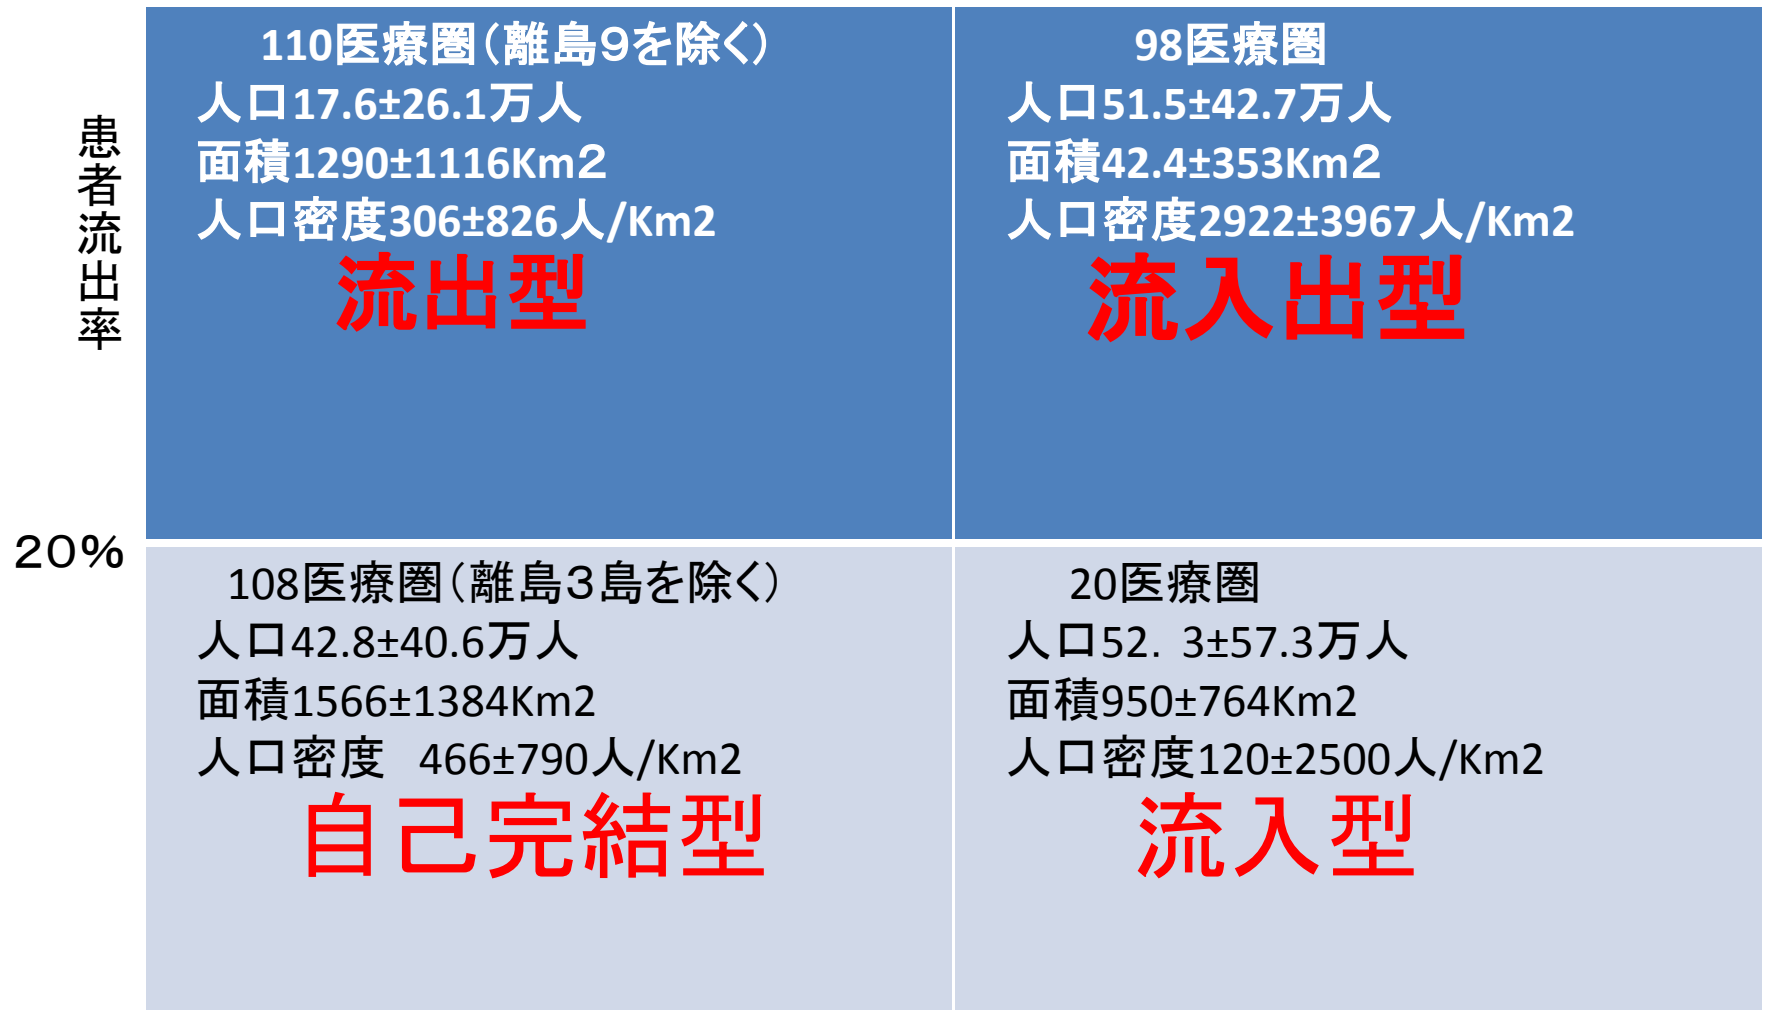 患者流出率
20%
110医療圏（離島９を除く）
人口17.6±26.1万人
面積1290±1116Km２
人口密度306±826人/Km2
流出型
98医療圏
人口51.5±42.7万人
面積42.4±353Km２
人口密度2922±3967人/Km2
流入出型
108医療圏（離島３島を除く）
人口42.8±40.6万人
面積1566±1384Km2
人口密度　466±790人/Km2
自己完結型
20医療圏
人口52．3±57.3万人
面積950±764Km2
人口密度120±2500人/Km2
流入型